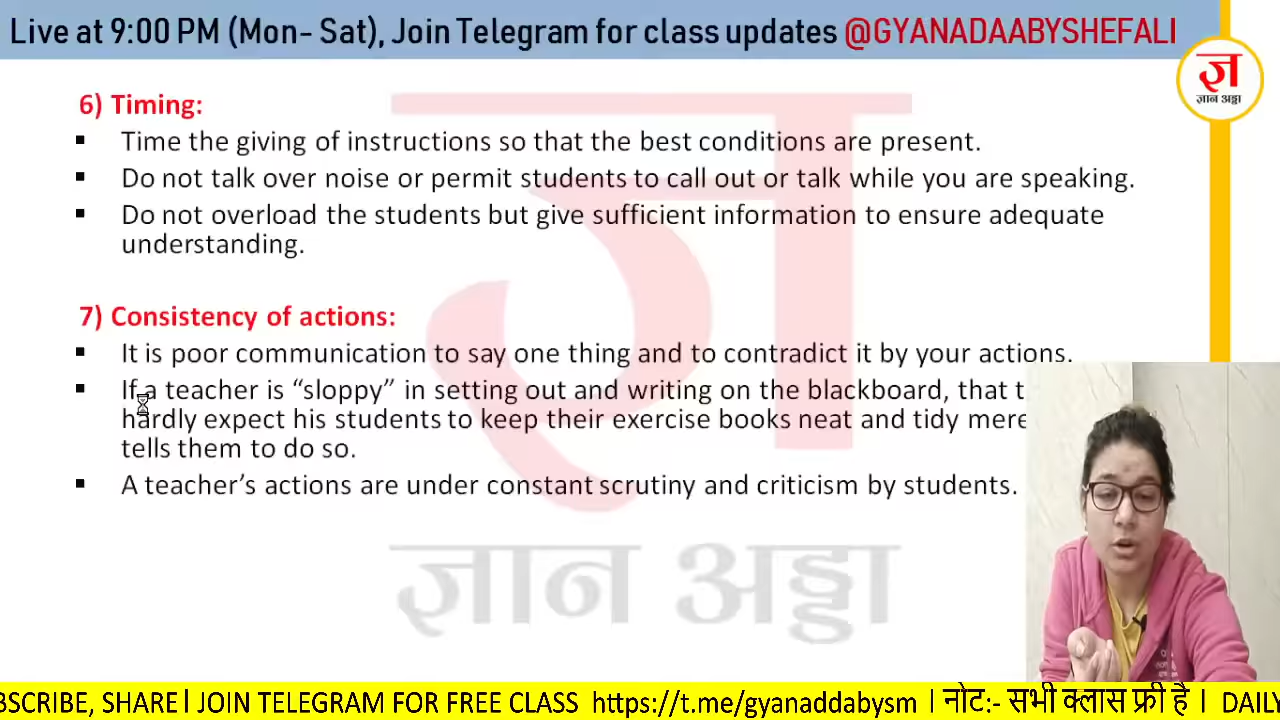 Live at 9:00 PM (Mon- Sat), Join Telegram for class updates @GYANADAABYSHEFALI
ज्ञ
ज्ञान अड्डा
6) Timing:
▪ Time the giving of instructions so that the best conditions are present.
▪ Do not talk over noise or permit students to call out or talk while you are speaking.
▪ Do not overload the students but give sufficient information to ensure adequate
understanding.
7) Consistency of actions:
▪ It is poor communication to say one thing and to contradict it by your actions.
▪ If a teacher is “sloppy” in setting out and writing on the blackboard, that
hardly expect his students to keep their exercise books neat and tidy
tells them to do so.
▪ A teacher’s actions are under constant scrutiny and criticism by students.
ज्ञान अड्डा
SCRIBE, SHARE। JOIN TELEGRAM FOR FREE CLASS https://t.me/gyanaddabysm । नोट:- सभी क्लास फ्री है । DAILY